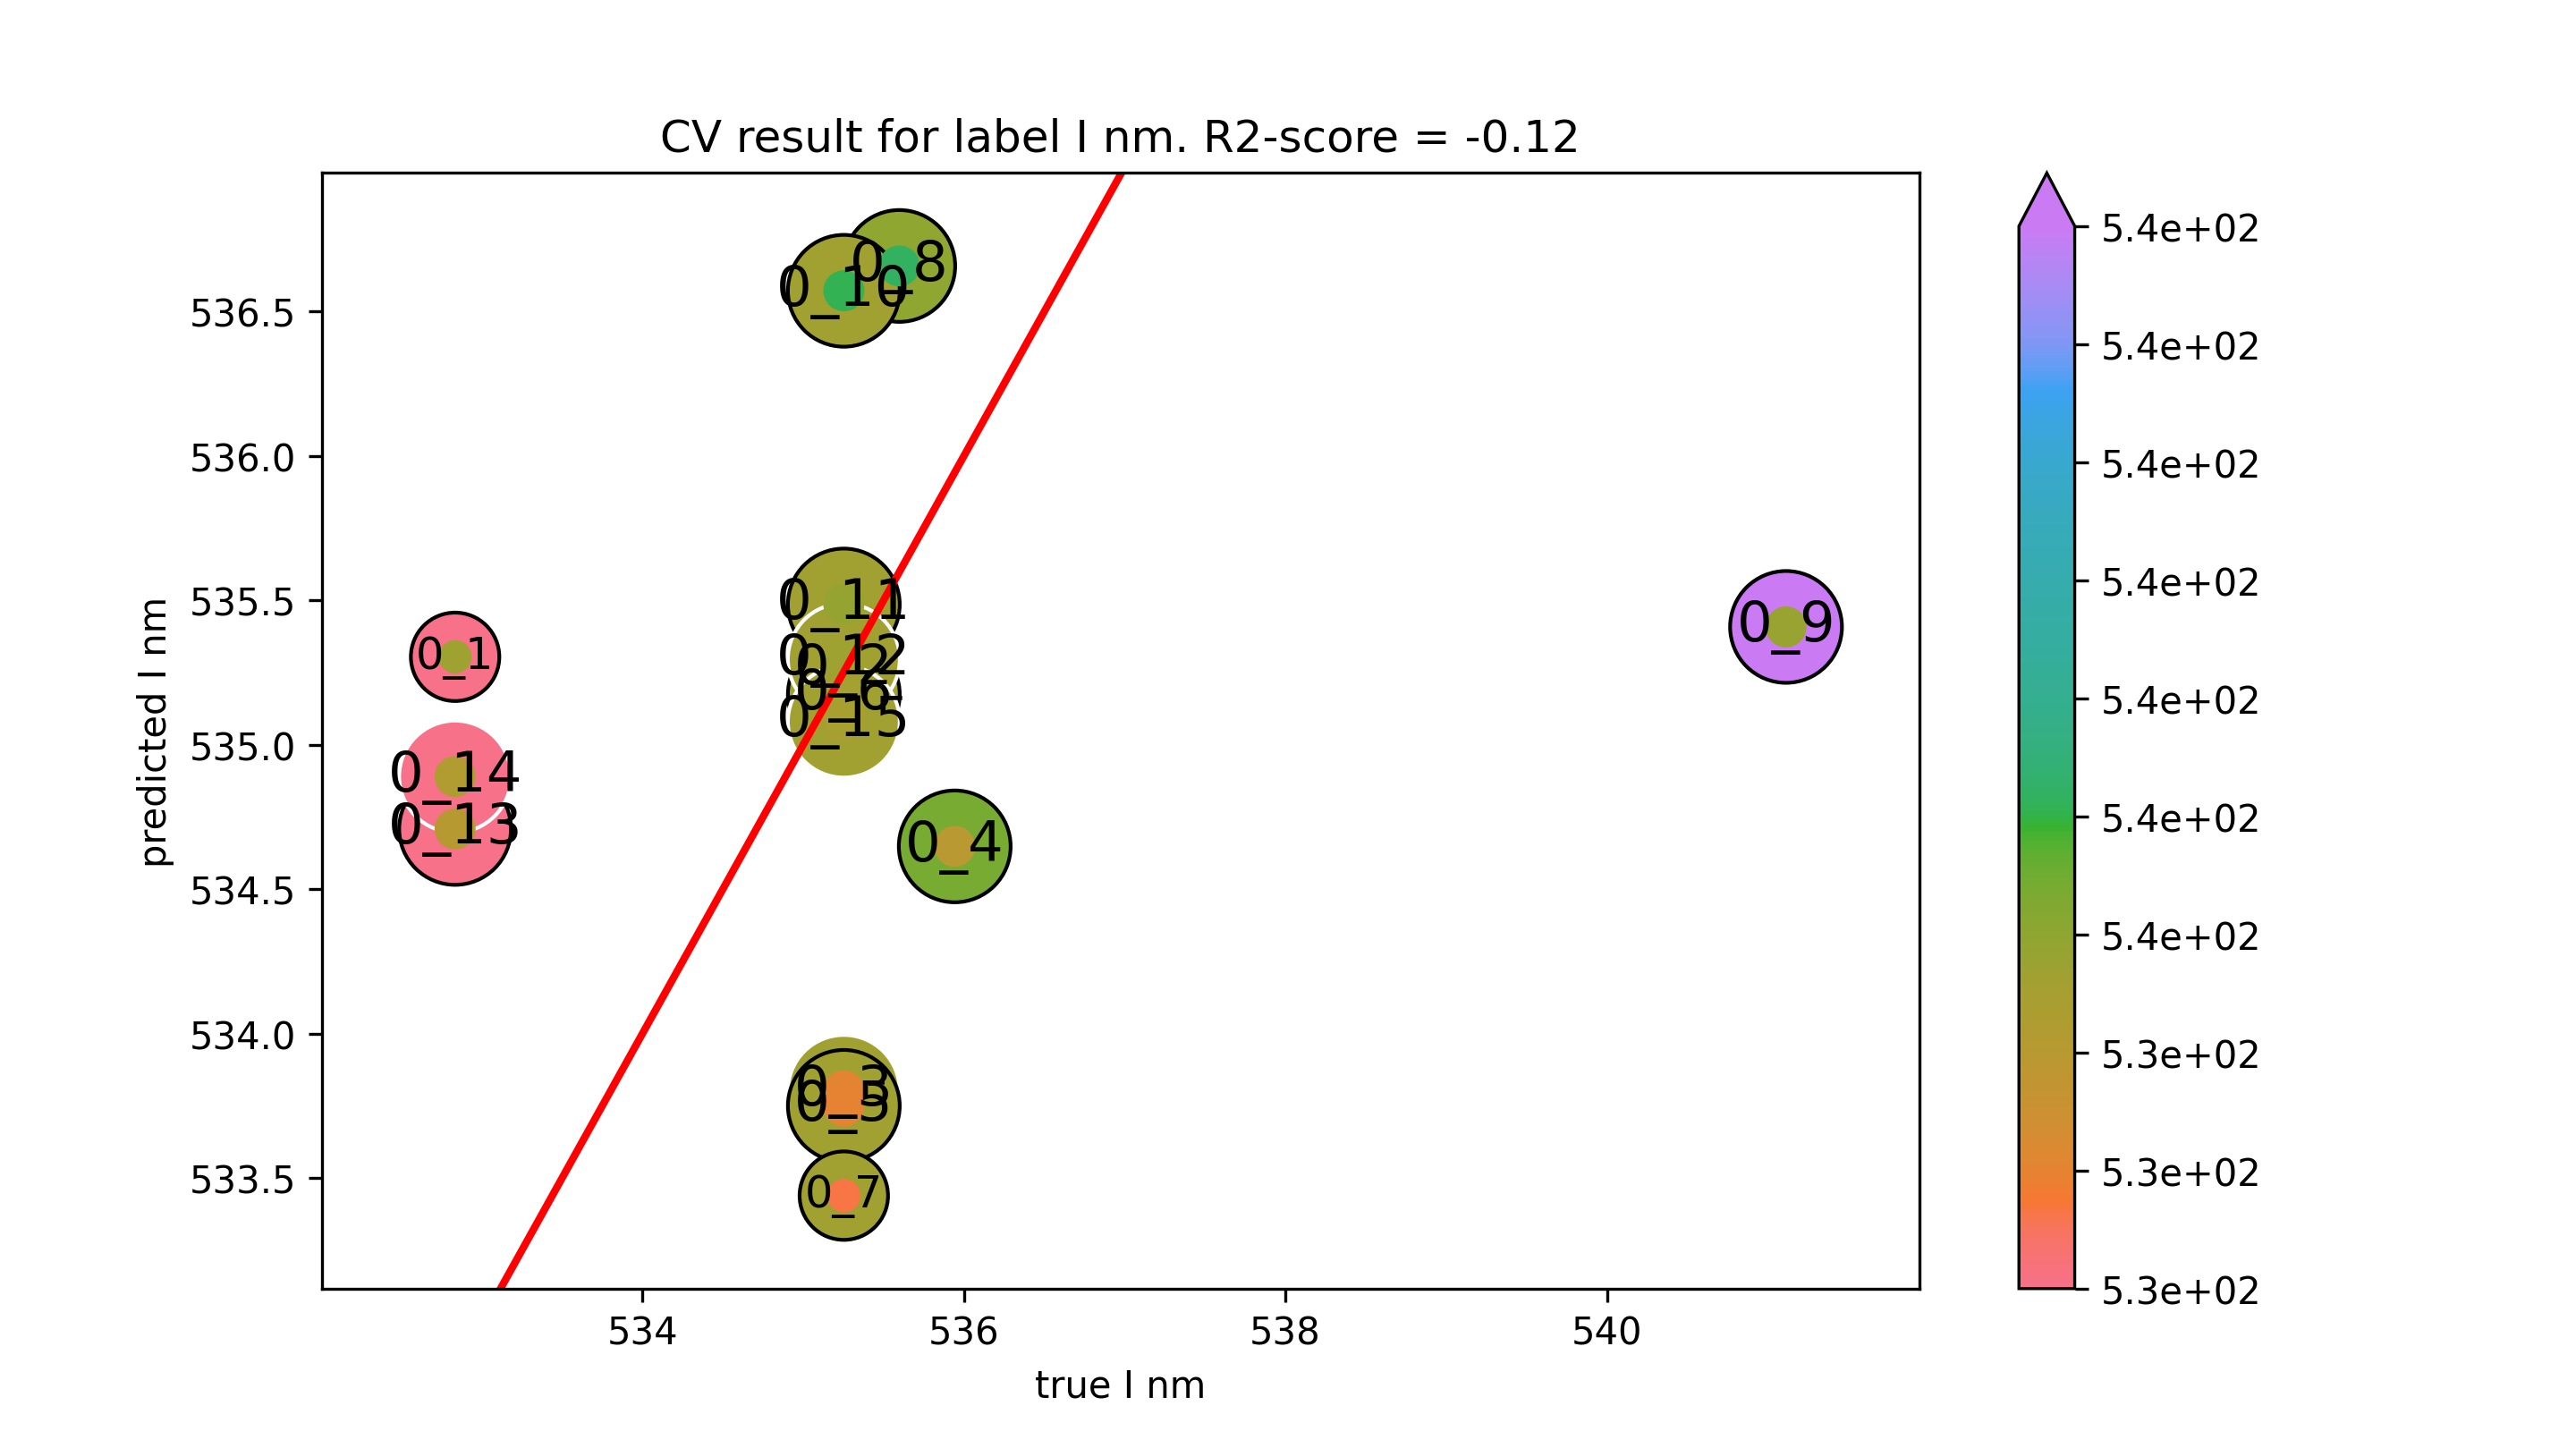 CV result for label I nm. R2-score = -0.12
predicted I nm
536.5
536.0
535.5
535.0
534.5
534.0
533.5
0_8
0_10
0_11
0_12
0_2
0_6
0_15
0_1
0_14
0_13
0_9
0_4
0_3
0_5
0_7
534
536
538
540
true I nm
5.4e+02
5.4e+02
5.4e+02
5.4e+02
5.4e+02
5.4e+02
5.4e+02
5.3e+02
5.3e+02
5.3e+02